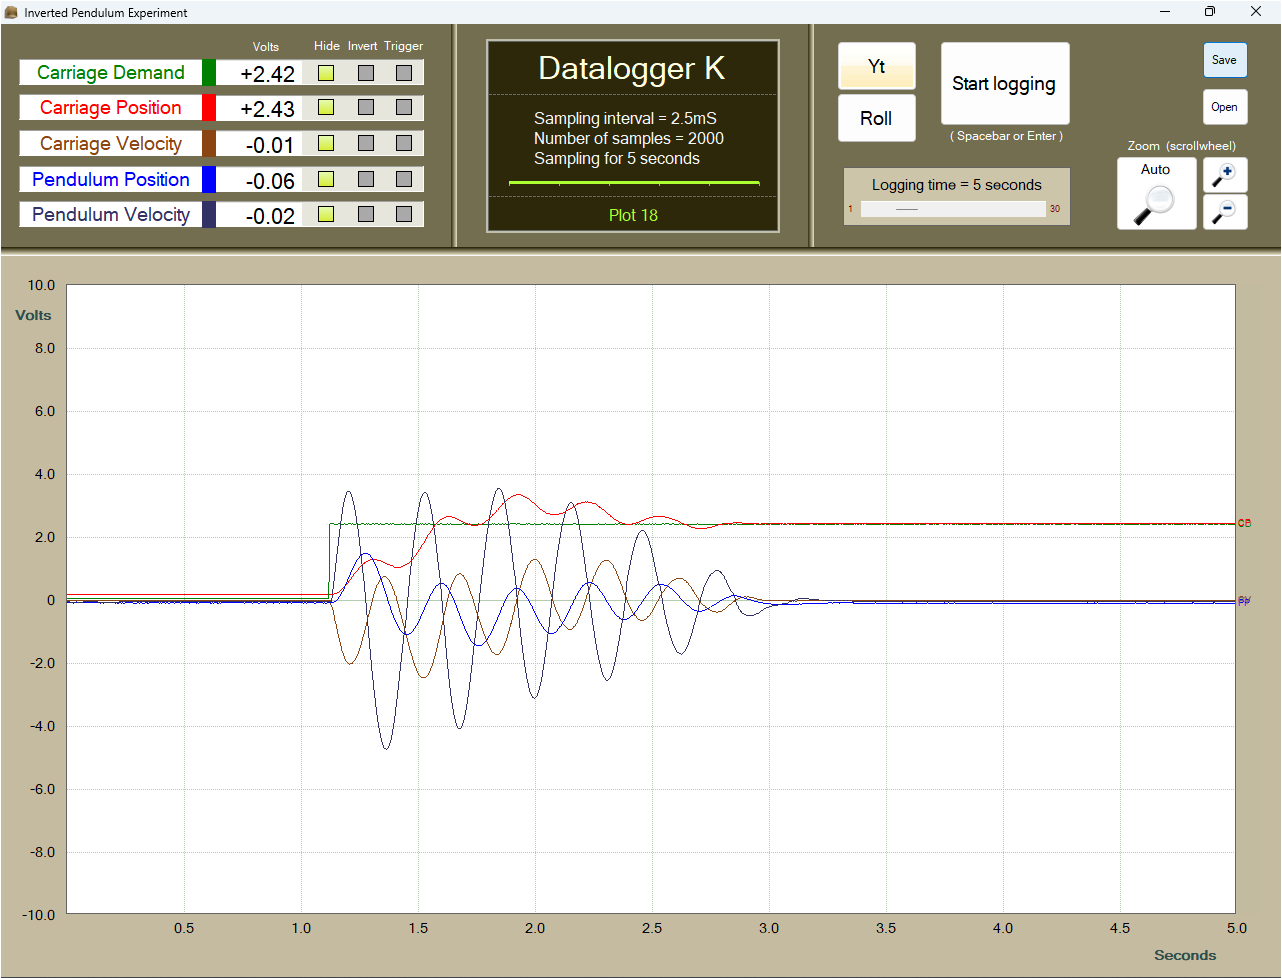 Inverted Pendulum Experiment
Volts Hide Invert Trigger
Carriage Demand +2.42
Carriage Position +2.43
Carriage Velocity -0.01
Pendulum Position -0.06
Pendulum Velocity -0.02
Datalogger K
Sampling interval = 2.5mS
Number of samples = 2000
Sampling for 5 seconds
Plot 18
Yt
Roll
Start logging
( Spacebar or Enter )
Logging time = 5 seconds
1 30
Save
Open
Zoom (scrollwheel)
Auto
10.0
Volts
8.0
6.0
4.0
2.0
0
-2.0
-4.0
-6.0
-8.0
-10.0
0.5 1.0 1.5 2.0 2.5 3.0 3.5 4.0 4.5 5.0
Seconds